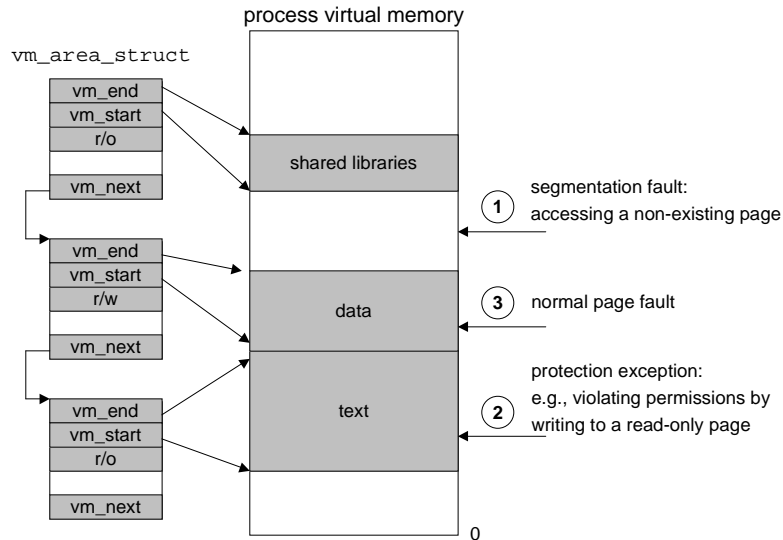 process virtual memory
vm_area_struct
vm_end
vm_start
r/o
vm_next
shared libraries
1
segmentation fault:
accessing a non-existing page
vm_end
vm_start
r/w
vm_next
data
3
normal page fault
vm_end
vm_start
r/o
vm_next
text
2
protection exception:
e.g., violating permissions by
writing to a read-only page
0